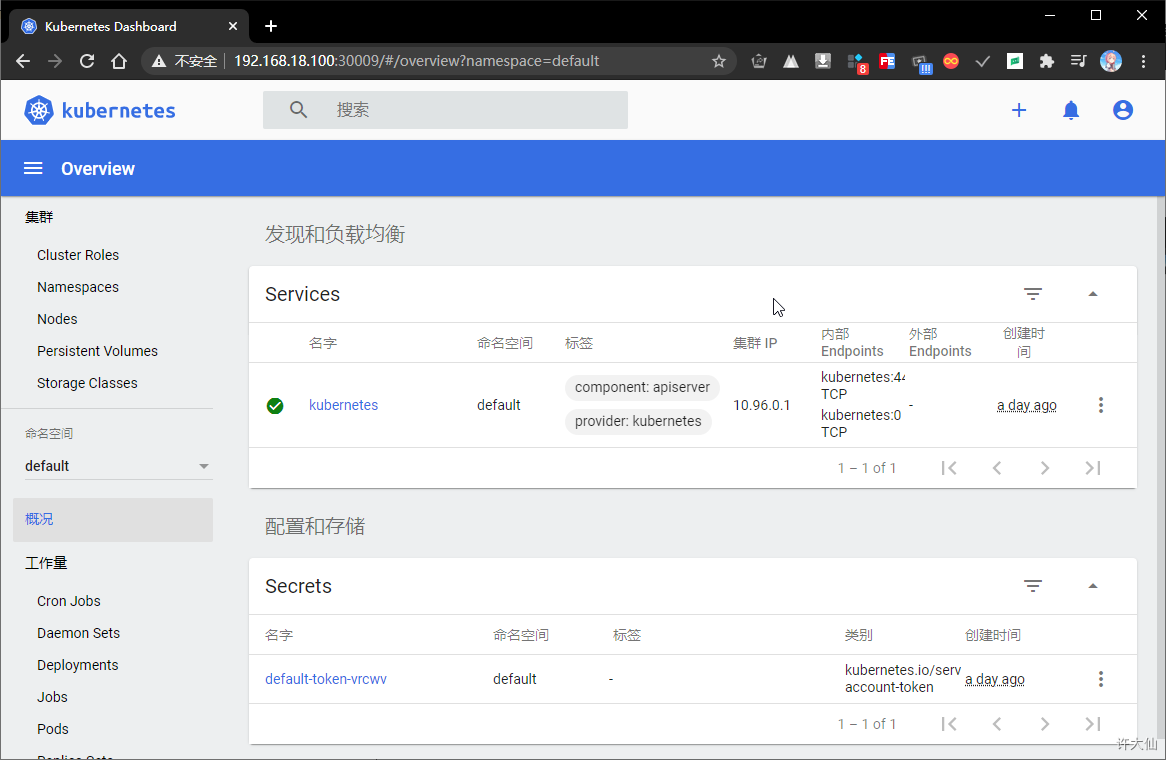 Kubernetes Dashboard
不安全 192.168.18.100:30009/#/overview?namespace=default
8
FE
kubernetes
搜索
Overview
集群
Cluster Roles
Namespaces
Nodes
Persistent Volumes
Storage Classes
命名空间
default
概况
工作量
Cron Jobs
Daemon Sets
Deployments
Jobs
Pods
发现和负载均衡
Services
名字 命名空间 标签 集群 IP 内部 Endpoints 外部 Endpoints 创建时间
kubernetes default component: apiserver provider: kubernetes 10.96.0.1 kubernetes:44 TCP kubernetes:0 TCP - a day ago
1 – 1 of 1
配置和存储
Secrets
名字 命名空间 标签 类别 创建时间
default-token-vrcwv default - kubernetes.io/serv account-token a day ago
1 – 1 of 1
许大仙